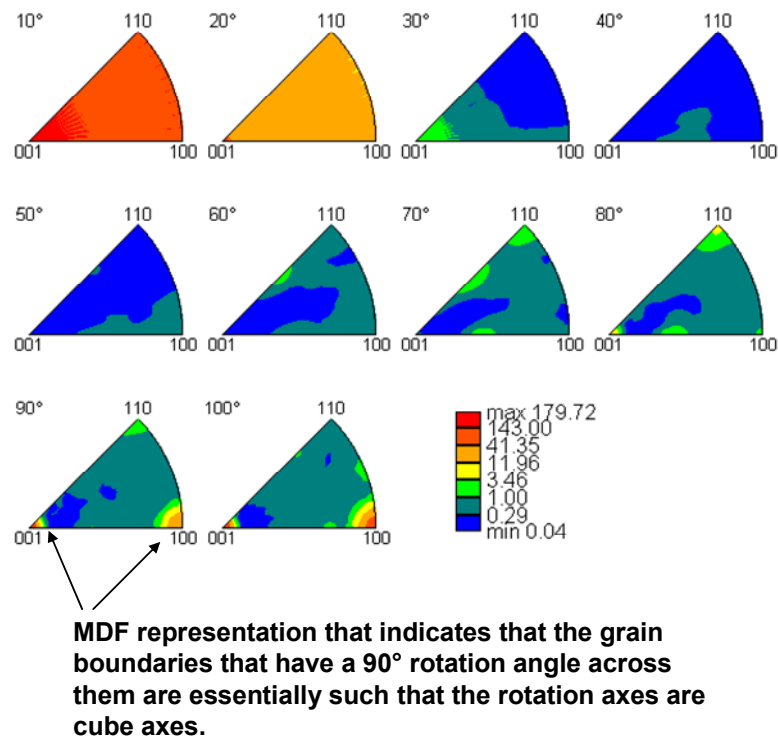 10° 110 20° 110 30° 110 40° 110
001 100 001 100 001 100 001 100
50° 110 60° 110 70° 110 80° 110
001 100 001 100 001 100 001 100
90° 110 100° 110
001 100 001 100
max 179.72
143.00
41.35
11.96
3.46
1.00
0.29
min 0.04
MDF representation that indicates that the grain
boundaries that have a 90° rotation angle across
them are essentially such that the rotation axes are
cube axes.